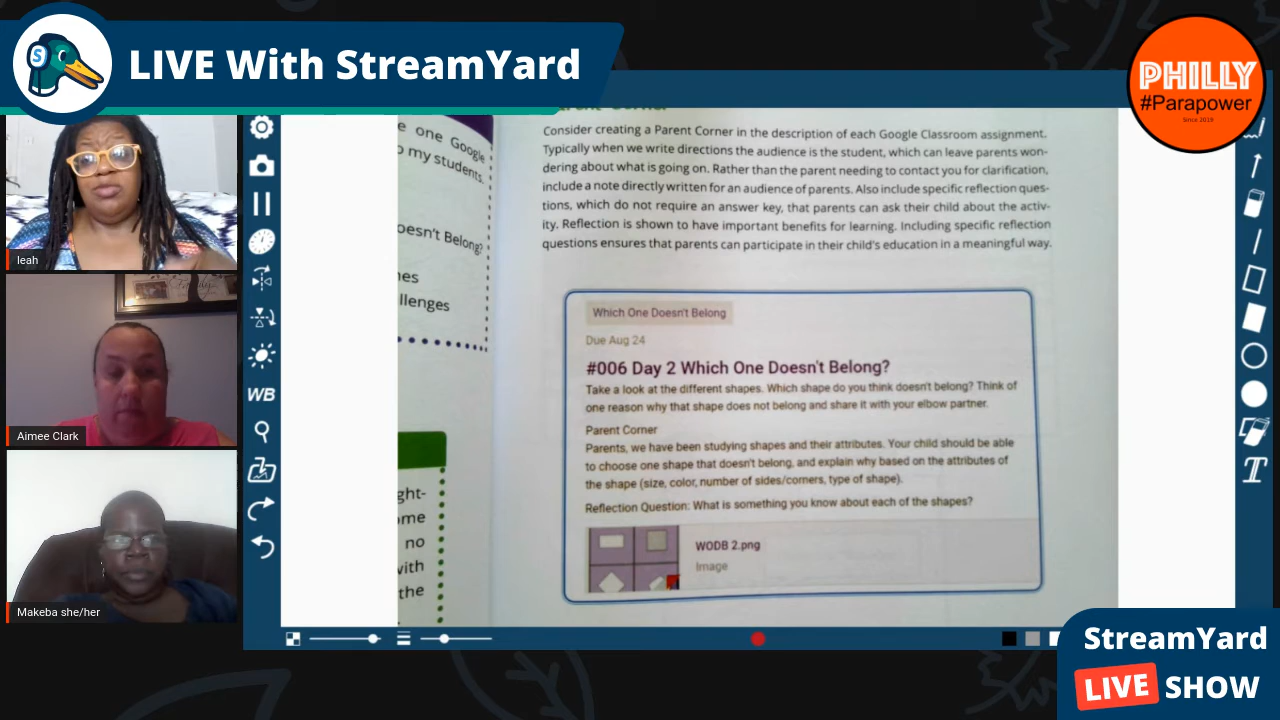 LIVE With StreamYard
PHILLY
#Parapower
Since 2019
leah
Aimee Clark
Makeba she/her
WB
T
e one Google
o my students.
oesn't Belong?
nes
llenges
ght-
ome
no
with
the
Consider creating a Parent Corner in the description of each Google Classroom assignment.
Typically when we write directions the audience is the student, which can leave parents won-
dering about what is going on. Rather than the parent needing to contact you for clarification,
include a note directly written for an audience of parents. Also include specific reflection ques-
tions, which do not require an answer key, that parents can ask their child about the activ-
ity. Reflection is shown to have important benefits for learning. Including specific reflection
questions ensures that parents can participate in their child's education in a meaningful way.
Which One Doesn't Belong
Due Aug 24
#006 Day 2 Which One Doesn't Belong?
Take a look at the different shapes. Which shape do you think doesn't belong? Think of
one reason why that shape does not belong and share it with your elbow partner.
Parent Corner
Parents, we have been studying shapes and their attributes. Your child should be able
to choose one shape that doesn't belong, and explain why based on the attributes of
the shape (size, color, number of sides/corners, type of shape).
Reflection Question: What is something you know about each of the shapes?
WODB 2.png
Image
StreamYard
LIVE SHOW